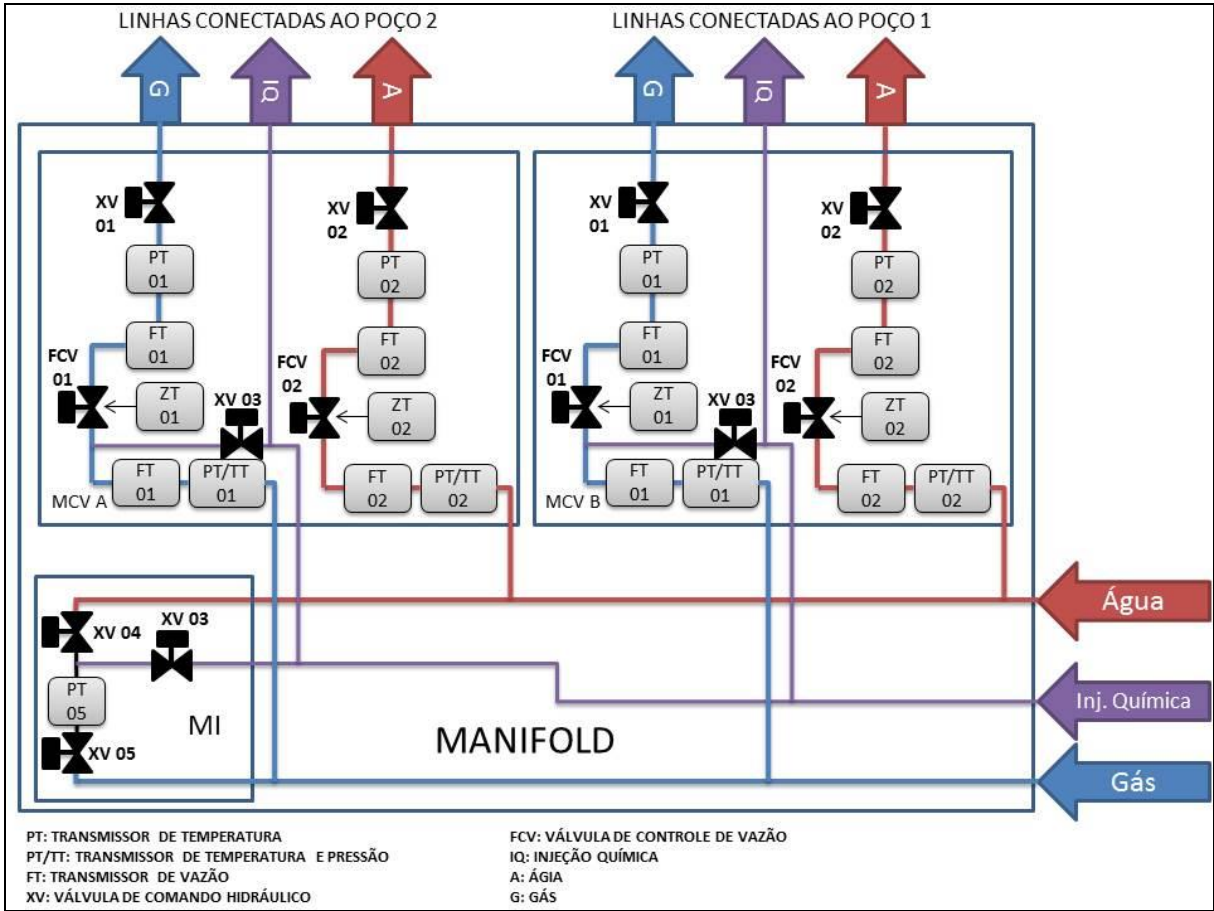 LINHAS CONECTADAS AO POÇO 2
LINHAS CONECTADAS AO POÇO 1
G
IQ
A
G
IQ
A
XV
01
XV
02
XV
01
XV
02
PT
01
PT
02
PT
01
PT
02
FT
01
FT
02
FT
01
FT
02
FCV
01
FCV
02
FCV
01
FCV
02
ZT
01
XV 03
ZT
02
ZT
01
XV 03
ZT
02
MCV A
FT
01
PT/TT
01
FT
02
PT/TT
02
MCV B
FT
01
PT/TT
01
FT
02
PT/TT
02
Água
XV 04
XV 03
PT
05
MI
XV 05
MANIFOLD
Inj. Química
Gás
PT: TRANSMISSOR DE TEMPERATURA
PT/TT: TRANSMISSOR DE TEMPERATURA E PRESSÃO
FT: TRANSMISSOR DE VAZÃO
XV: VÁLVULA DE COMANDO HIDRÁULICO
FCV: VÁLVULA DE CONTROLE DE VAZÃO
IQ: INJEÇÃO QUÍMICA
A: ÁGIA
G: GÁS